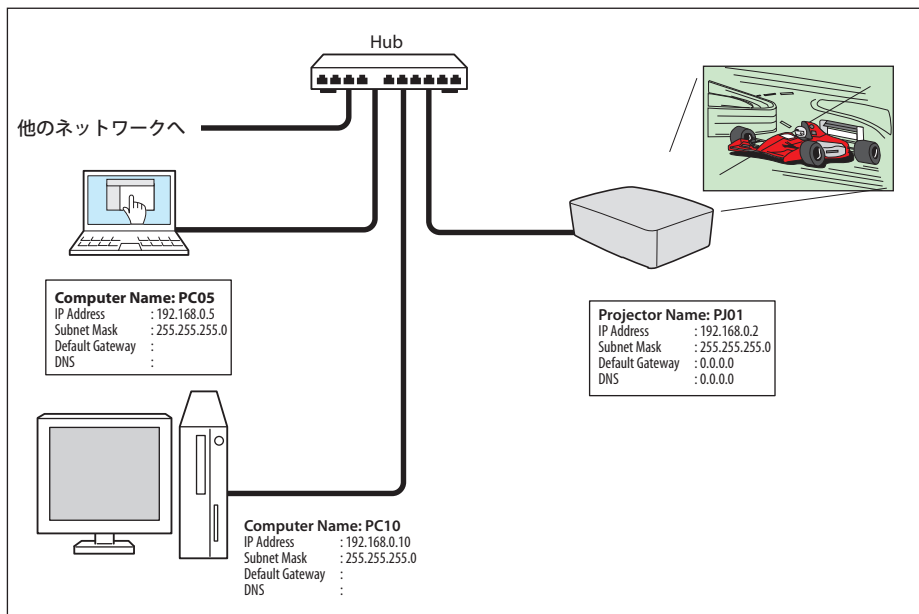 Hub
他のネットワークへ
Computer Name: PC05
IP Address : 192.168.0.5
Subnet Mask : 255.255.255.0
Default Gateway :
DNS :
Projector Name: PJ01
IP Address : 192.168.0.2
Subnet Mask : 255.255.255.0
Default Gateway : 0.0.0.0
DNS : 0.0.0.0
Computer Name: PC10
IP Address : 192.168.0.10
Subnet Mask : 255.255.255.0
Default Gateway :
DNS :